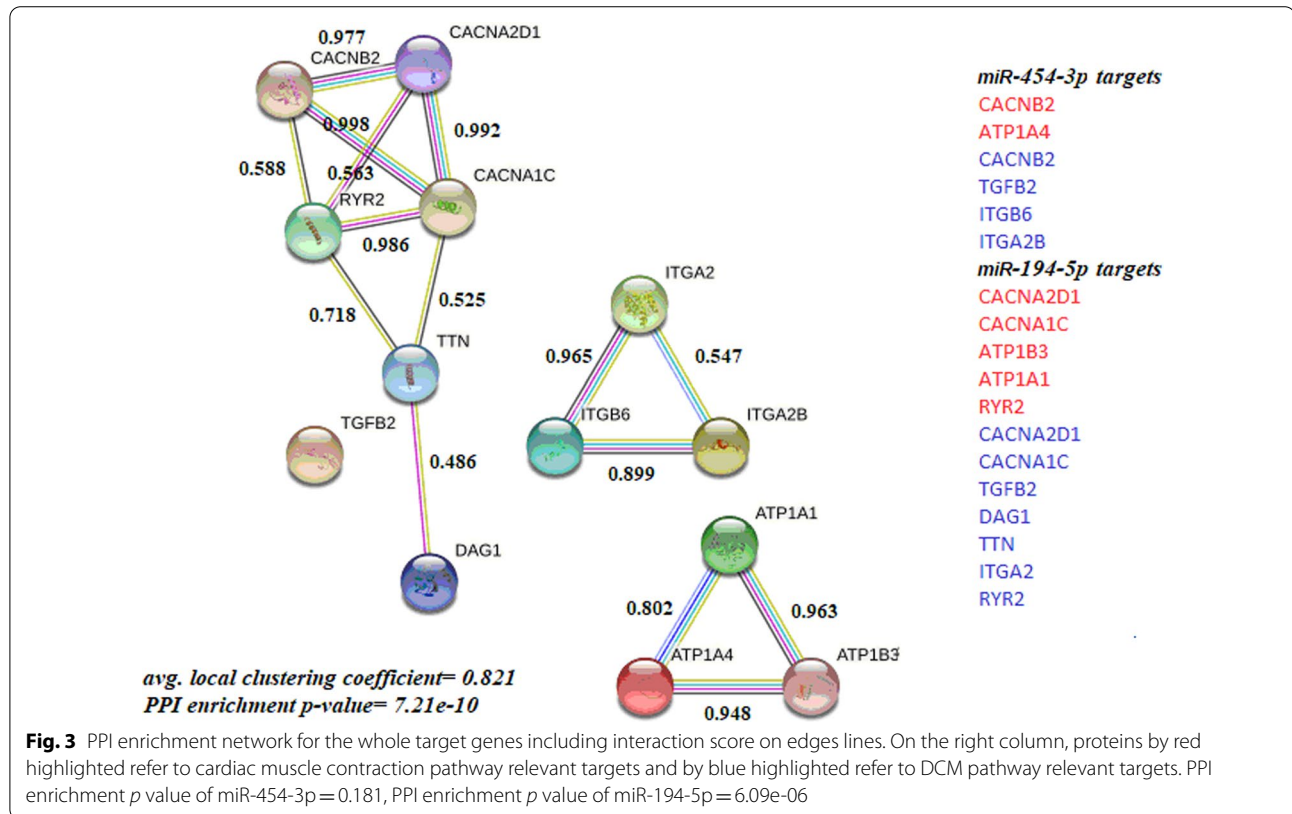 0.977
CACNA2D1
CACNB2
0.998
0.992
0.588
0.563
CACNA1C
RYR2
0.986
0.718
0.525
TTN
TGFB2
0.486
DAG1
ITGA2
0.965
0.547
ITGB6
ITGA2B
0.899
ATP1A1
0.802
0.963
ATP1A4
ATP1B3
0.948
avg. local clustering coefficient= 0.821
PPI enrichment p-value= 7.21e-10
miR-454-3p targets
CACNB2
ATP1A4
CACNB2
TGFB2
ITGB6
ITGA2B
miR-194-5p targets
CACNA2D1
CACNA1C
ATP1B3
ATP1A1
RYR2
CACNA2D1
CACNA1C
TGFB2
DAG1
TTN
ITGA2
RYR2
Fig. 3 PPI enrichment network for the whole target genes including interaction score on edges lines. On the right column, proteins by red
highlighted refer to cardiac muscle contraction pathway relevant targets and by blue highlighted refer to DCM pathway relevant targets. PPI
enrichment p value of miR-454-3p = 0.181, PPI enrichment p value of miR-194-5p = 6.09e-06